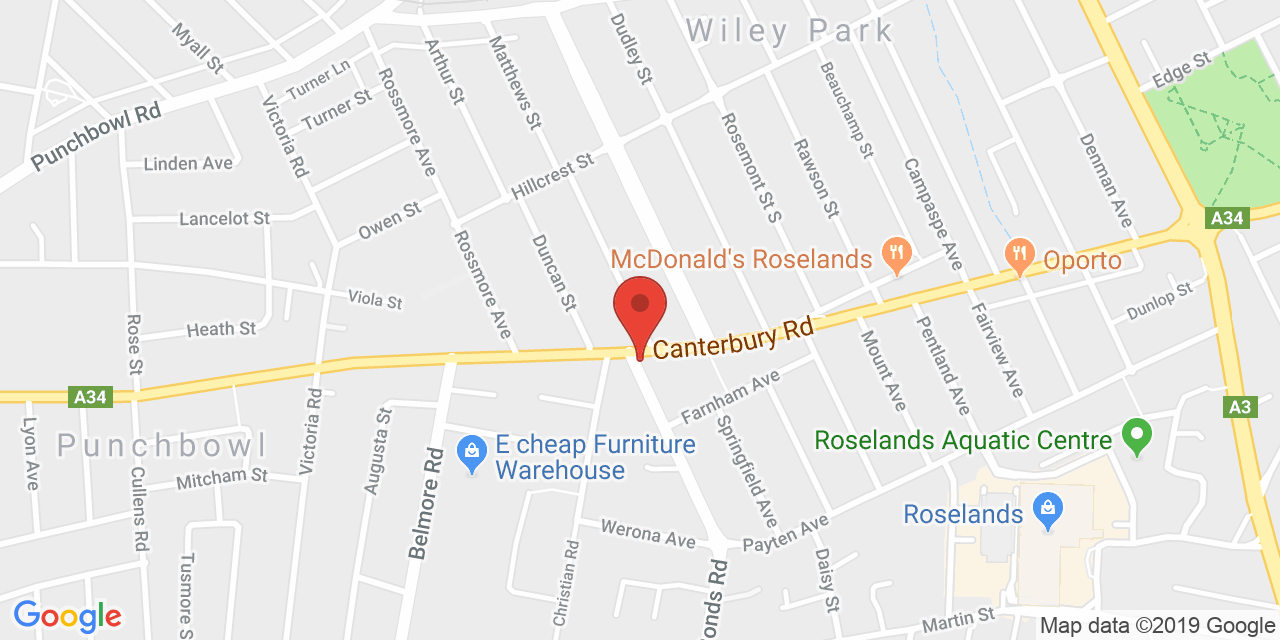 Wiley Park
Myall St
Dudley St
Matthews St
Arthur St
Turner Ln
Rossmore Ave
Beauchamp St
Edge St
Punchbowl Rd
Turner St
Victoria Rd
Linden Ave
Hillcrest St
Rosemont St S
Rawson St
Campaspe Ave
Denman Ave
Lancelot St
Owen St
A34
Rossmore Ave
Duncan St
McDonald's Roselands
Oporto
Viola St
Heath St
Rose St
Dunlop St
Canterbury Rd
Mount Ave
Pentland Ave
Fairview Ave
A34
Farnham Ave
A3
Lyon Ave
Punchbowl
Victoria Rd
Augusta St
Belmore Rd
E cheap Furniture
Warehouse
Springfield Ave
Roselands Aquatic Centre
Mitcham St
Cullens Rd
Roselands
Werona Ave
Payten Ave
Christian Rd
Daisy St
Tusmore S
onds Rd
Martin St
Google
Map data ©2019 Google